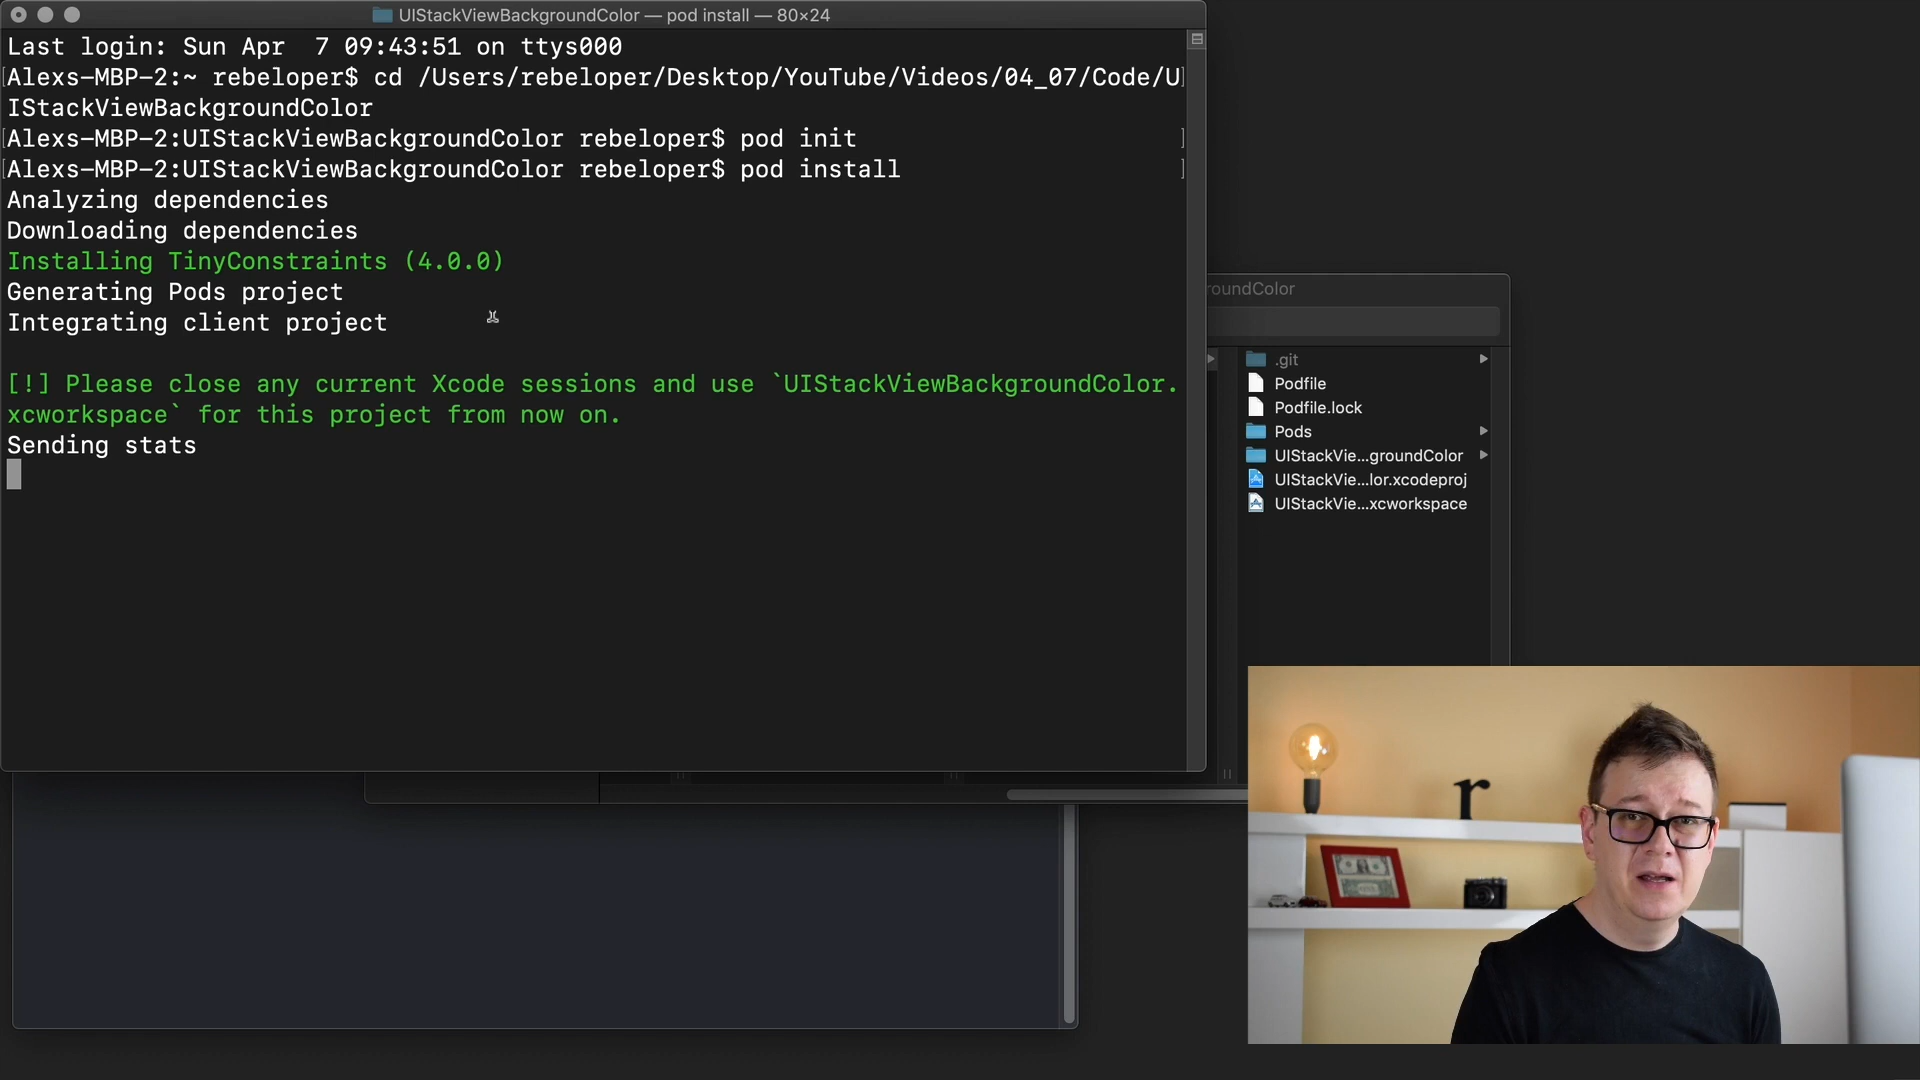 UIStackViewBackgroundColor — pod install — 80×24
Last login: Sun Apr  7 09:43:51 on ttys000
[Alexs-MBP-2:~ rebeloper$ cd /Users/rebeloper/Desktop/YouTube/Videos/04_07/Code/U]
IStackViewBackgroundColor
[Alexs-MBP-2:UIStackViewBackgroundColor rebeloper$ pod init ]
[Alexs-MBP-2:UIStackViewBackgroundColor rebeloper$ pod install ]
Analyzing dependencies
Downloading dependencies
Installing TinyConstraints (4.0.0)
Generating Pods project
Integrating client project
[!] Please close any current Xcode sessions and use `UIStackViewBackgroundColor.
xcworkspace` for this project from now on.
Sending stats
roundColor
.git
Podfile
Podfile.lock
Pods
UIStackVie...groundColor
UIStackVie...lor.xcodeproj
UIStackVie...xcworkspace
r